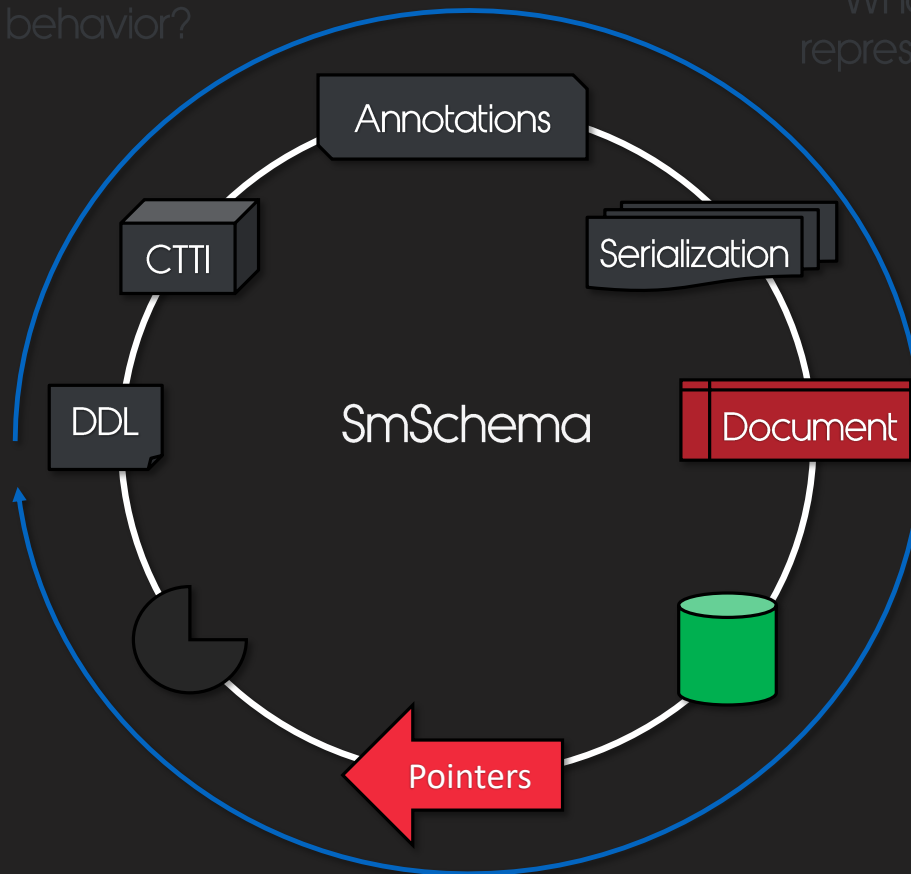 behavior?
Annotations
CTTI
Serialization
DDL
SmSchema
Document
Pointers